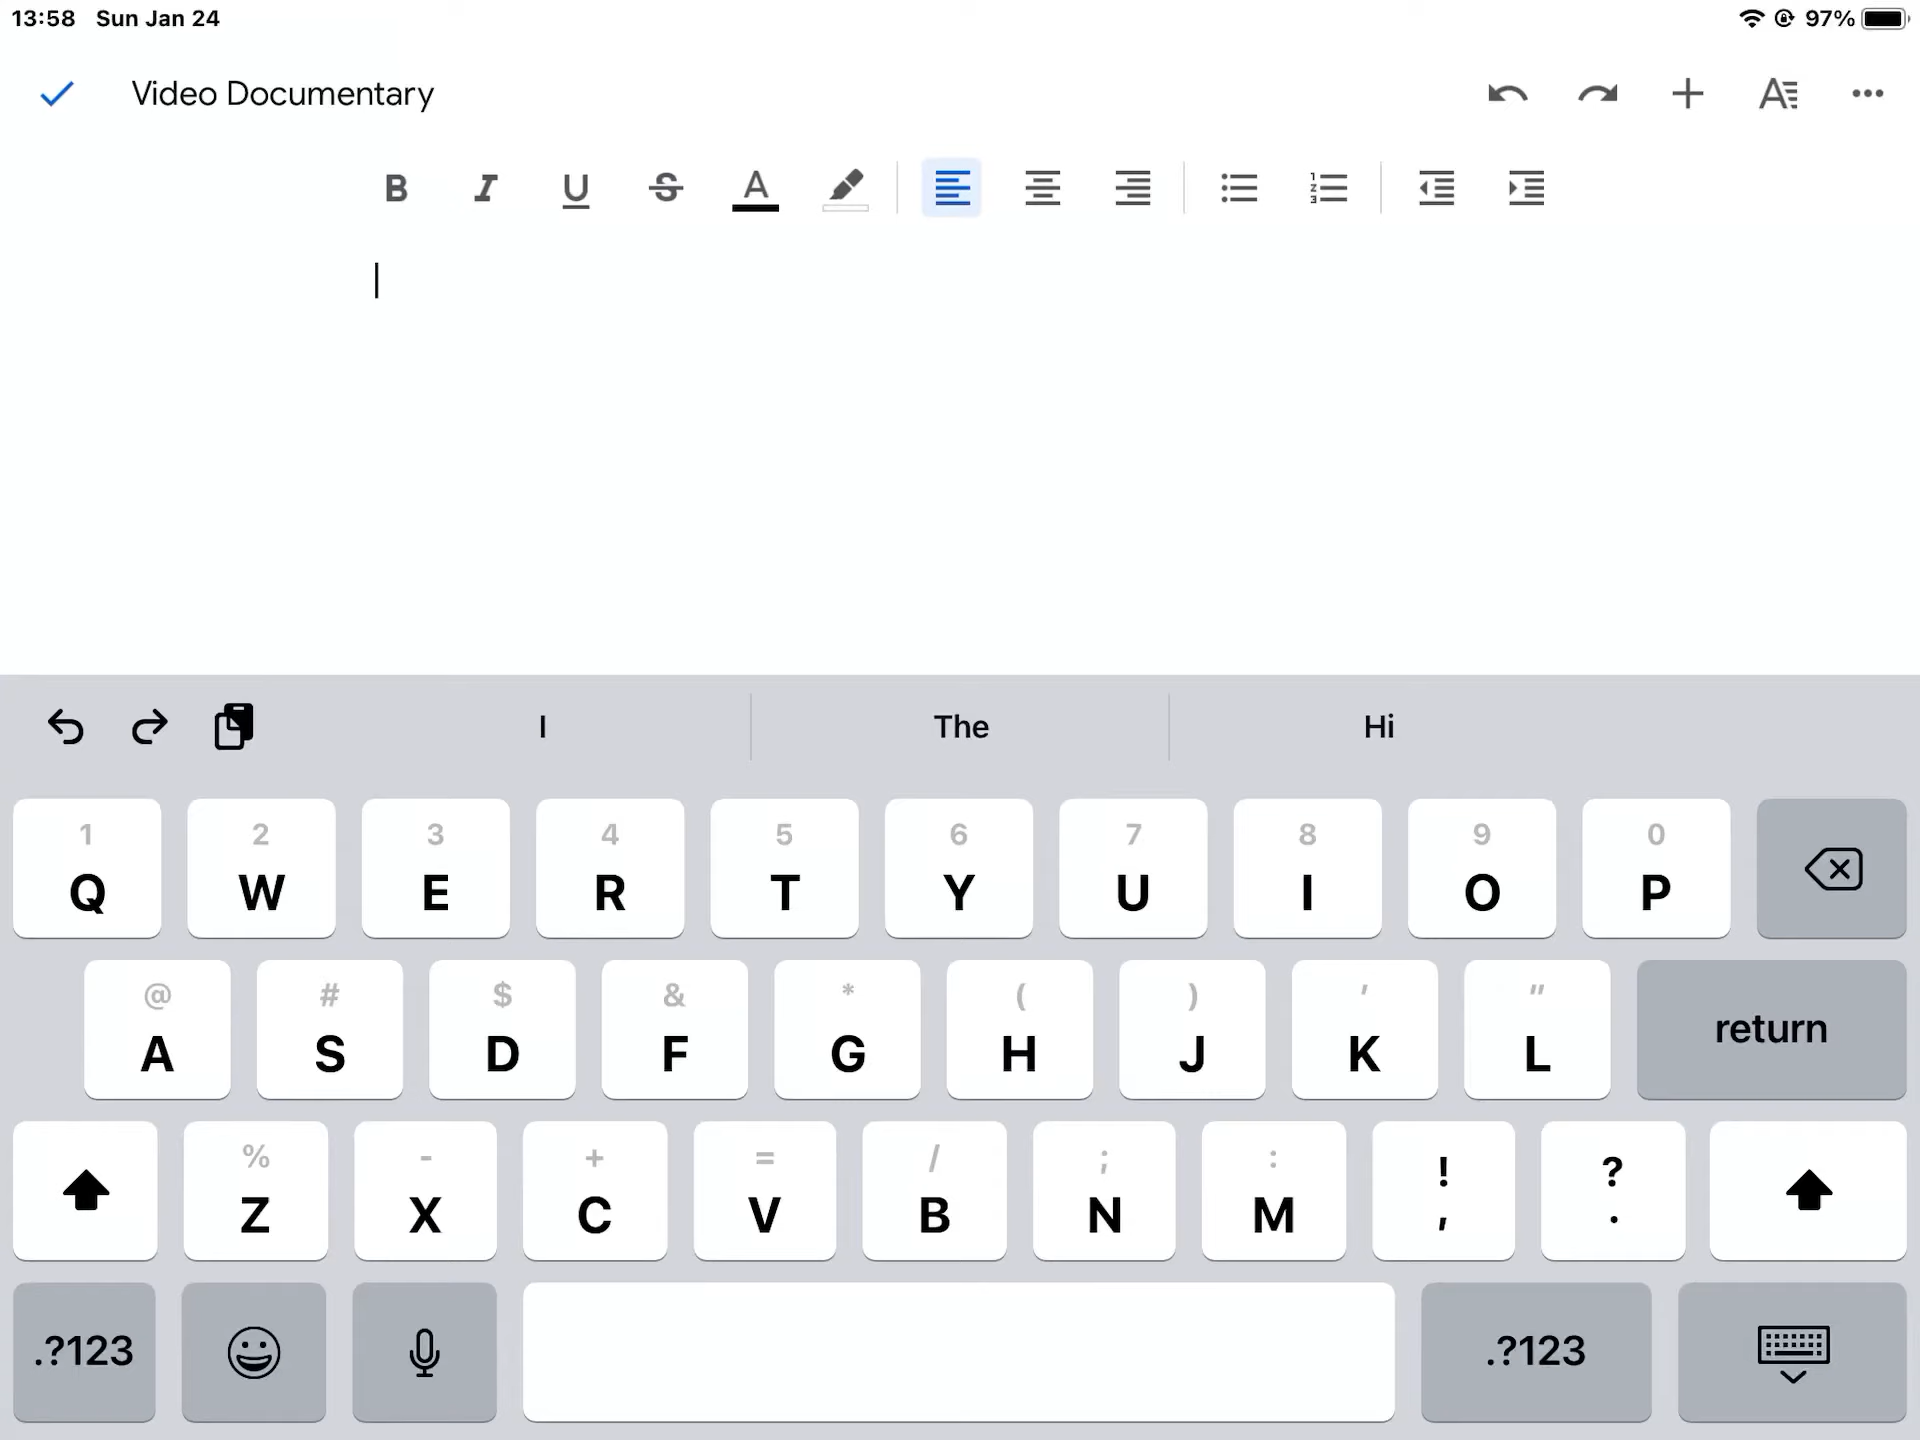 13:58 Sun Jan 24 97%
Video Documentary
B I U S A
I The Hi
1 2 3 4 5 6 7 8 9 0
Q W E R T Y U I O P
@ # $ & * ( ) ' "
A S D F G H J K L return
% - + = / ; : ! ?
Z X C V B N M , .
.?123 .?123